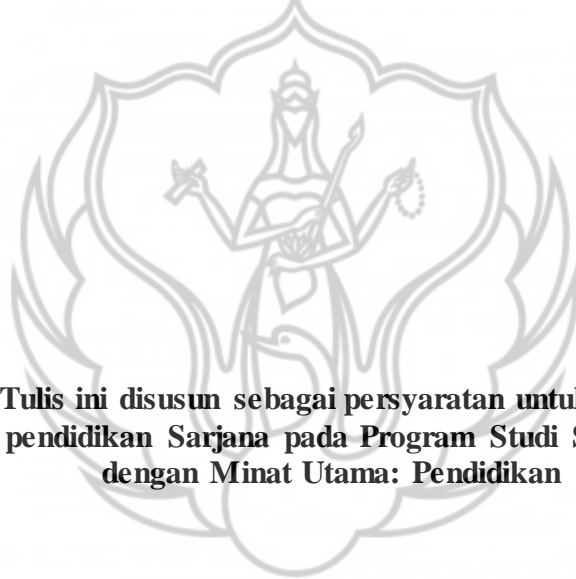 Tulis ini disusun sebagai persyaratan untuk
pendidikan Sarjana pada Program Studi
dengan Minat Utama: Pendidikan